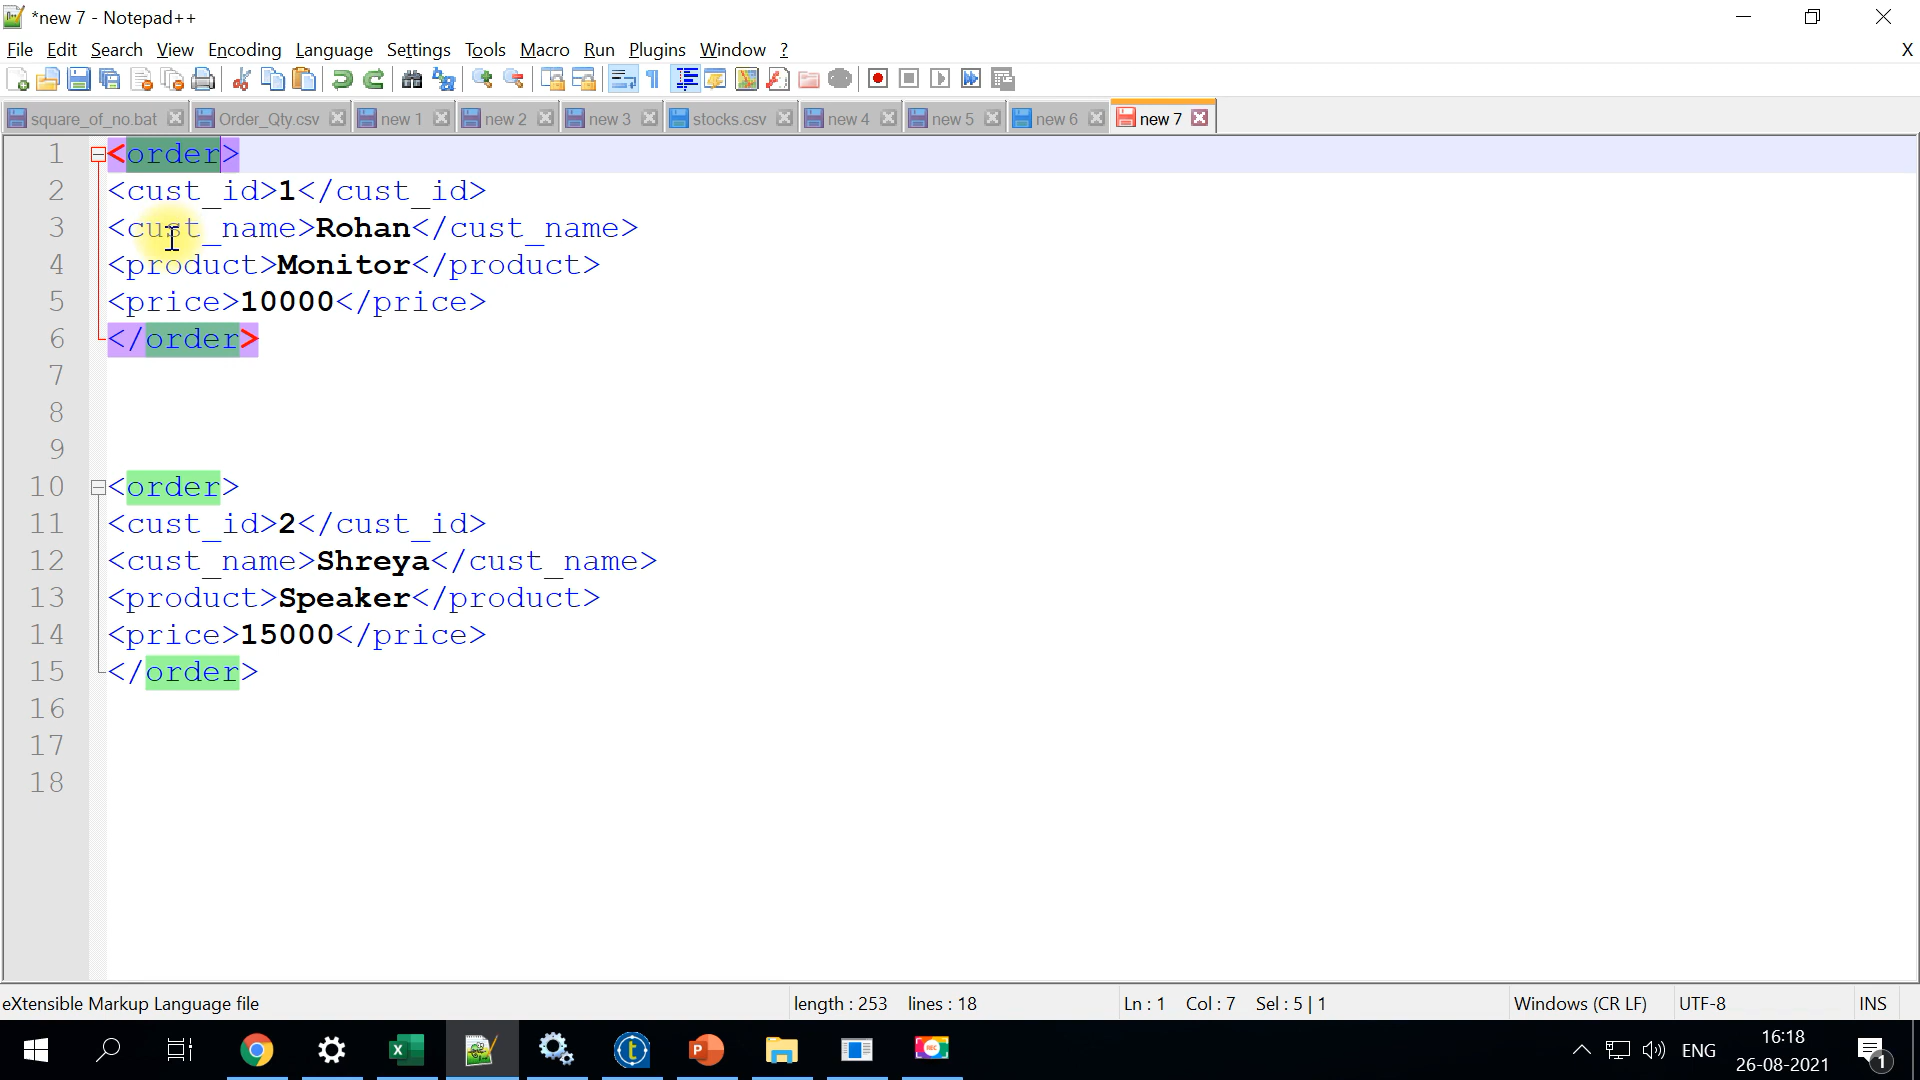 *new 7 - Notepad++
File Edit Search View Encoding Language Settings Tools Macro Run Plugins Window ? X
square_of_no.bat Order_Qty.csv new 1 new 2 new 3 stocks.csv new 4 new 5 new 6 new 7
1 <order>
2 <cust_id>1</cust_id>
3 <cust_name>Rohan</cust_name>
4 <product>Monitor</product>
5 <price>10000</price>
6 </order>
7
8
9
10 <order>
11 <cust_id>2</cust_id>
12 <cust_name>Shreya</cust_name>
13 <product>Speaker</product>
14 <price>15000</price>
15 </order>
16
17
18
eXtensible Markup Language file length : 253 lines : 18 Ln : 1 Col : 7 Sel : 5 | 1 Windows (CR LF) UTF-8 INS
ENG 16:18
26-08-2021 1